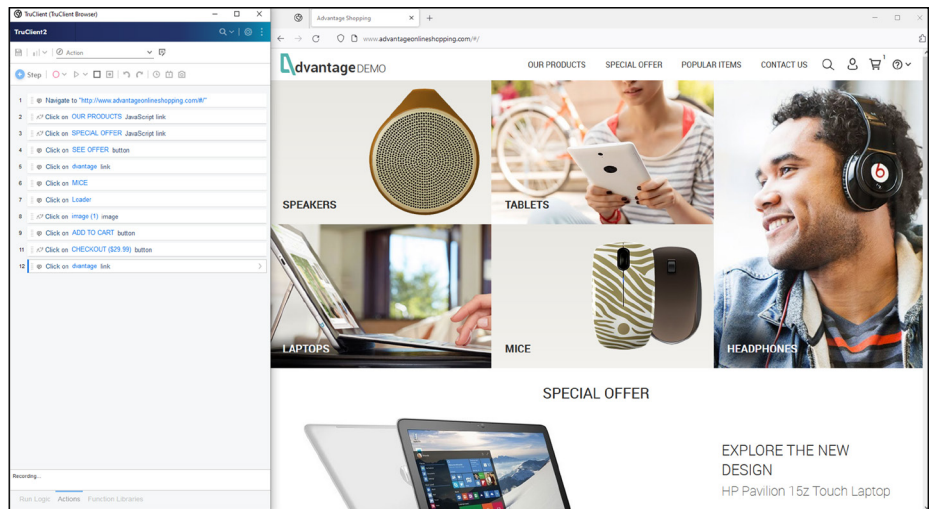 TruClient (TruClient Browser)
TruClient2
Action
Step
1 Navigate to "http://www.advantageonlineshopping.com/#/"
2 Click on OUR PRODUCTS JavaScript link
3 Click on SPECIAL OFFER JavaScript link
4 Click on SEE OFFER button
5 Click on dvantage link
6 Click on MICE
7 Click on Loader
8 Click on image (1) image
9 Click on ADD TO CART button
11 Click on CHECKOUT ($29.99) button
12 Click on dvantage link
Recording...
Run Logic Actions Function Libraries
Advantage Shopping
www.advantageonlineshopping.com/#/
dvantage DEMO
OUR PRODUCTS SPECIAL OFFER POPULAR ITEMS CONTACT US 1
SPEAKERS
TABLETS
LAPTOPS
MICE
HEADPHONES
SPECIAL OFFER
EXPLORE THE NEW
DESIGN
HP Pavilion 15z Touch Laptop